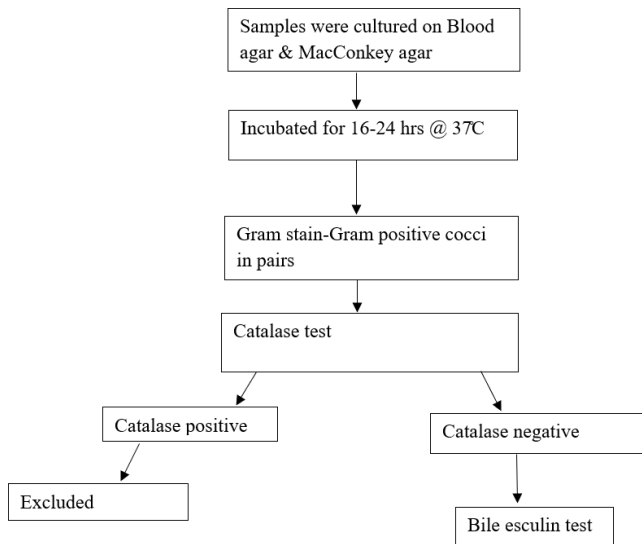 Samples were cultured on Blood
agar & MacConkey agar
Incubated for 16-24 hrs @ 37℃
Gram stain-Gram positive cocci
in pairs
Catalase test
Catalase positive
Catalase negative
Excluded
Bile esculin test